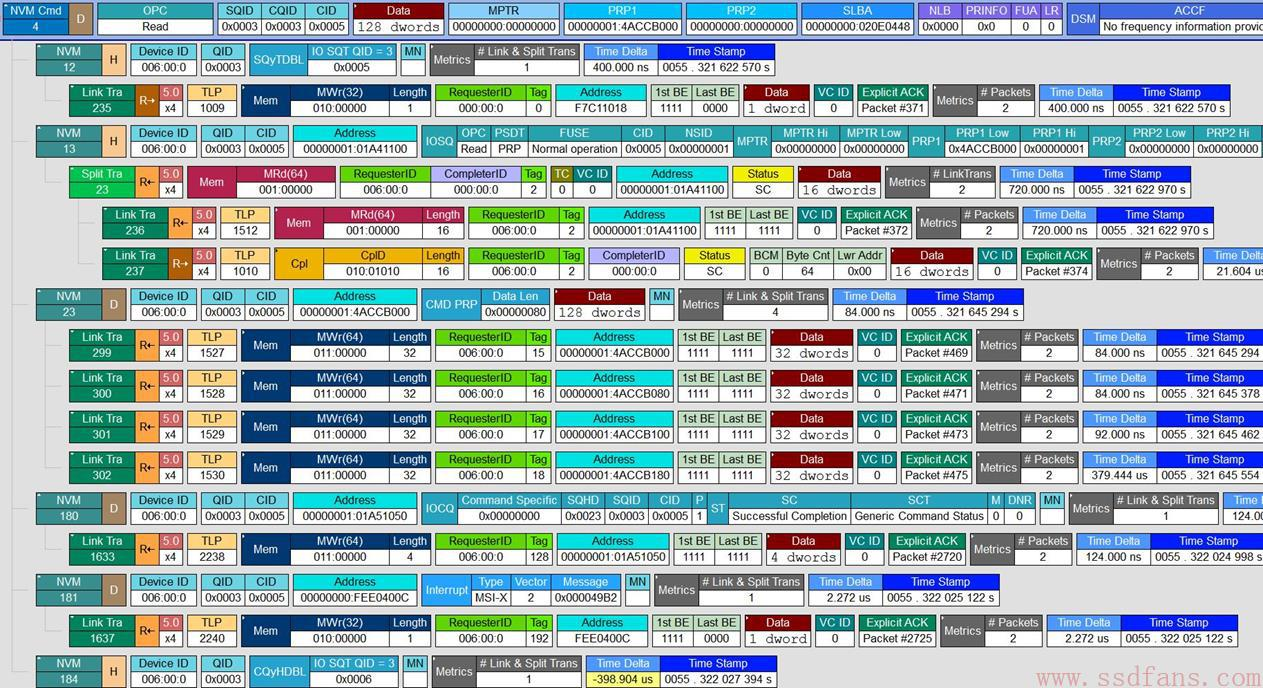 NVM Cmd OPC SQID CQID CID Data MPTR PRP1 PRP2 SLBA NLB PRINFO FUA LR ACCF
4 D Read 0x0003 0x0003 0x0005 128 dwords 00000000:00000000 00000001:4ACCB000 00000000:00000000 00000000:020E0448 0x0000 0x0 0 0 DSM No frequency information provid
NVM Device ID QID IO SQT QID = 3 MN # Link & Split Trans Time Delta Time Stamp
12 H 006:00:0 0x0003 SQyTDBL 0x0005 Metrics 1 400.000 ns 0055 . 321 622 570 s
Link Tra 5.0 TLP MWr(32) Length RequesterID Tag Address 1st BE Last BE Data VC ID Explicit ACK # Packets Time Delta Time Stamp
235 R→ x4 1009 Mem 010:00000 1 000:00:0 0 F7C11018 1111 0000 1 dword 0 Packet #371 Metrics 2 400.000 ns 0055 . 321 622 570 s
NVM Device ID QID CID Address OPC PSDT FUSE CID NSID MPTR Hi MPTR Low PRP1 Low PRP1 Hi PRP2 Low PRP2 Hi
13 H 006:00:0 0x0003 0x0005 00000001:01A41100 IOSQ Read PRP Normal operation 0x0005 0x00000001 MPTR 0x00000000 0x00000000 PRP1 0x4ACCB000 0x00000001 PRP2 0x00000000 0x00000000
Split Tra 5.0 MRd(64) RequesterID CompleterID Tag TC VC ID Address Status Data # LinkTrans Time Delta Time Stamp
23 R← x4 Mem 001:00000 006:00:0 000:00:0 2 0 0 00000001:01A41100 SC 16 dwords Metrics 2 720.000 ns 0055 . 321 622 970 s
Link Tra 5.0 TLP MRd(64) Length RequesterID Tag Address 1st BE Last BE VC ID Explicit ACK # Packets Time Delta Time Stamp
236 R← x4 1512 Mem 001:00000 16 006:00:0 2 00000001:01A41100 1111 1111 0 Packet #372 Metrics 2 720.000 ns 0055 . 321 622 970 s
Link Tra 5.0 TLP CplD Length RequesterID Tag CompleterID Status BCM Byte Cnt Lwr Addr Data VC ID Explicit ACK # Packets Time Delta
237 R→ x4 1010 Cpl 010:01010 16 006:00:0 2 000:00:0 SC 0 64 0x00 16 dwords 0 Packet #374 Metrics 2 21.604 us
NVM Device ID QID CID Address Data Len Data MN # Link & Split Trans Time Delta Time Stamp
23 D 006:00:0 0x0003 0x0005 00000001:4ACCB000 CMD PRP 0x00000080 128 dwords Metrics 4 84.000 ns 0055 . 321 645 294 s
Link Tra 5.0 TLP MWr(64) Length RequesterID Tag Address 1st BE Last BE Data VC ID Explicit ACK # Packets Time Delta Time Stamp
299 R← x4 1527 Mem 011:00000 32 006:00:0 15 00000001:4ACCB000 1111 1111 32 dwords 0 Packet #469 Metrics 2 84.000 ns 0055 . 321 645 294
Link Tra 5.0 TLP MWr(64) Length RequesterID Tag Address 1st BE Last BE Data VC ID Explicit ACK # Packets Time Delta Time Stamp
300 R← x4 1528 Mem 011:00000 32 006:00:0 16 00000001:4ACCB080 1111 1111 32 dwords 0 Packet #471 Metrics 2 84.000 ns 0055 . 321 645 378
Link Tra 5.0 TLP MWr(64) Length RequesterID Tag Address 1st BE Last BE Data VC ID Explicit ACK # Packets Time Delta Time Stamp
301 R← x4 1529 Mem 011:00000 32 006:00:0 17 00000001:4ACCB100 1111 1111 32 dwords 0 Packet #473 Metrics 2 92.000 ns 0055 . 321 645 462
Link Tra 5.0 TLP MWr(64) Length RequesterID Tag Address 1st BE Last BE Data VC ID Explicit ACK # Packets Time Delta Time Stamp
302 R← x4 1530 Mem 011:00000 32 006:00:0 18 00000001:4ACCB180 1111 1111 32 dwords 0 Packet #475 Metrics 2 379.444 us 0055 . 321 645 554
NVM Device ID QID CID Address Command Specific SQHD SQID CID P SC SCT M DNR MN # Link & Split Trans Time
180 D 006:00:0 0x0003 0x0005 00000001:01A51050 IOCQ 0x00000000 0x0023 0x0003 0x0005 1 ST Successful Completion Generic Command Status 0 0 Metrics 1 124.00
Link Tra 5.0 TLP MWr(64) Length RequesterID Tag Address 1st BE Last BE Data VC ID Explicit ACK # Packets Time Delta Time Stamp
1633 R← x4 2238 Mem 011:00000 4 006:00:0 128 00000001:01A51050 1111 1111 4 dwords 0 Packet #2720 Metrics 2 124.000 ns 0055 . 322 024 998 s
NVM Device ID QID CID Address Type Vector Message MN # Link & Split Trans Time Delta Time Stamp
181 D 006:00:0 0x0003 0x0005 00000000:FEE0400C Interrupt MSI-X 2 0x000049B2 Metrics 1 2.272 us 0055 . 322 025 122 s
Link Tra 5.0 TLP MWr(32) Length RequesterID Tag Address 1st BE Last BE Data VC ID Explicit ACK # Packets Time Delta Time Stamp
1637 R← x4 2240 Mem 010:00000 1 006:00:0 192 FEE0400C 1111 0000 1 dword 0 Packet #2725 Metrics 2 2.272 us 0055 . 322 025 122 s
NVM Device ID QID IO SQT QID = 3 MN # Link & Split Trans Time Delta Time Stamp
184 H 006:00:0 0x0003 CQyHDBL 0x0006 Metrics 1 -398.904 us 0055 . 322 027 394 s
www.ssdfans.com